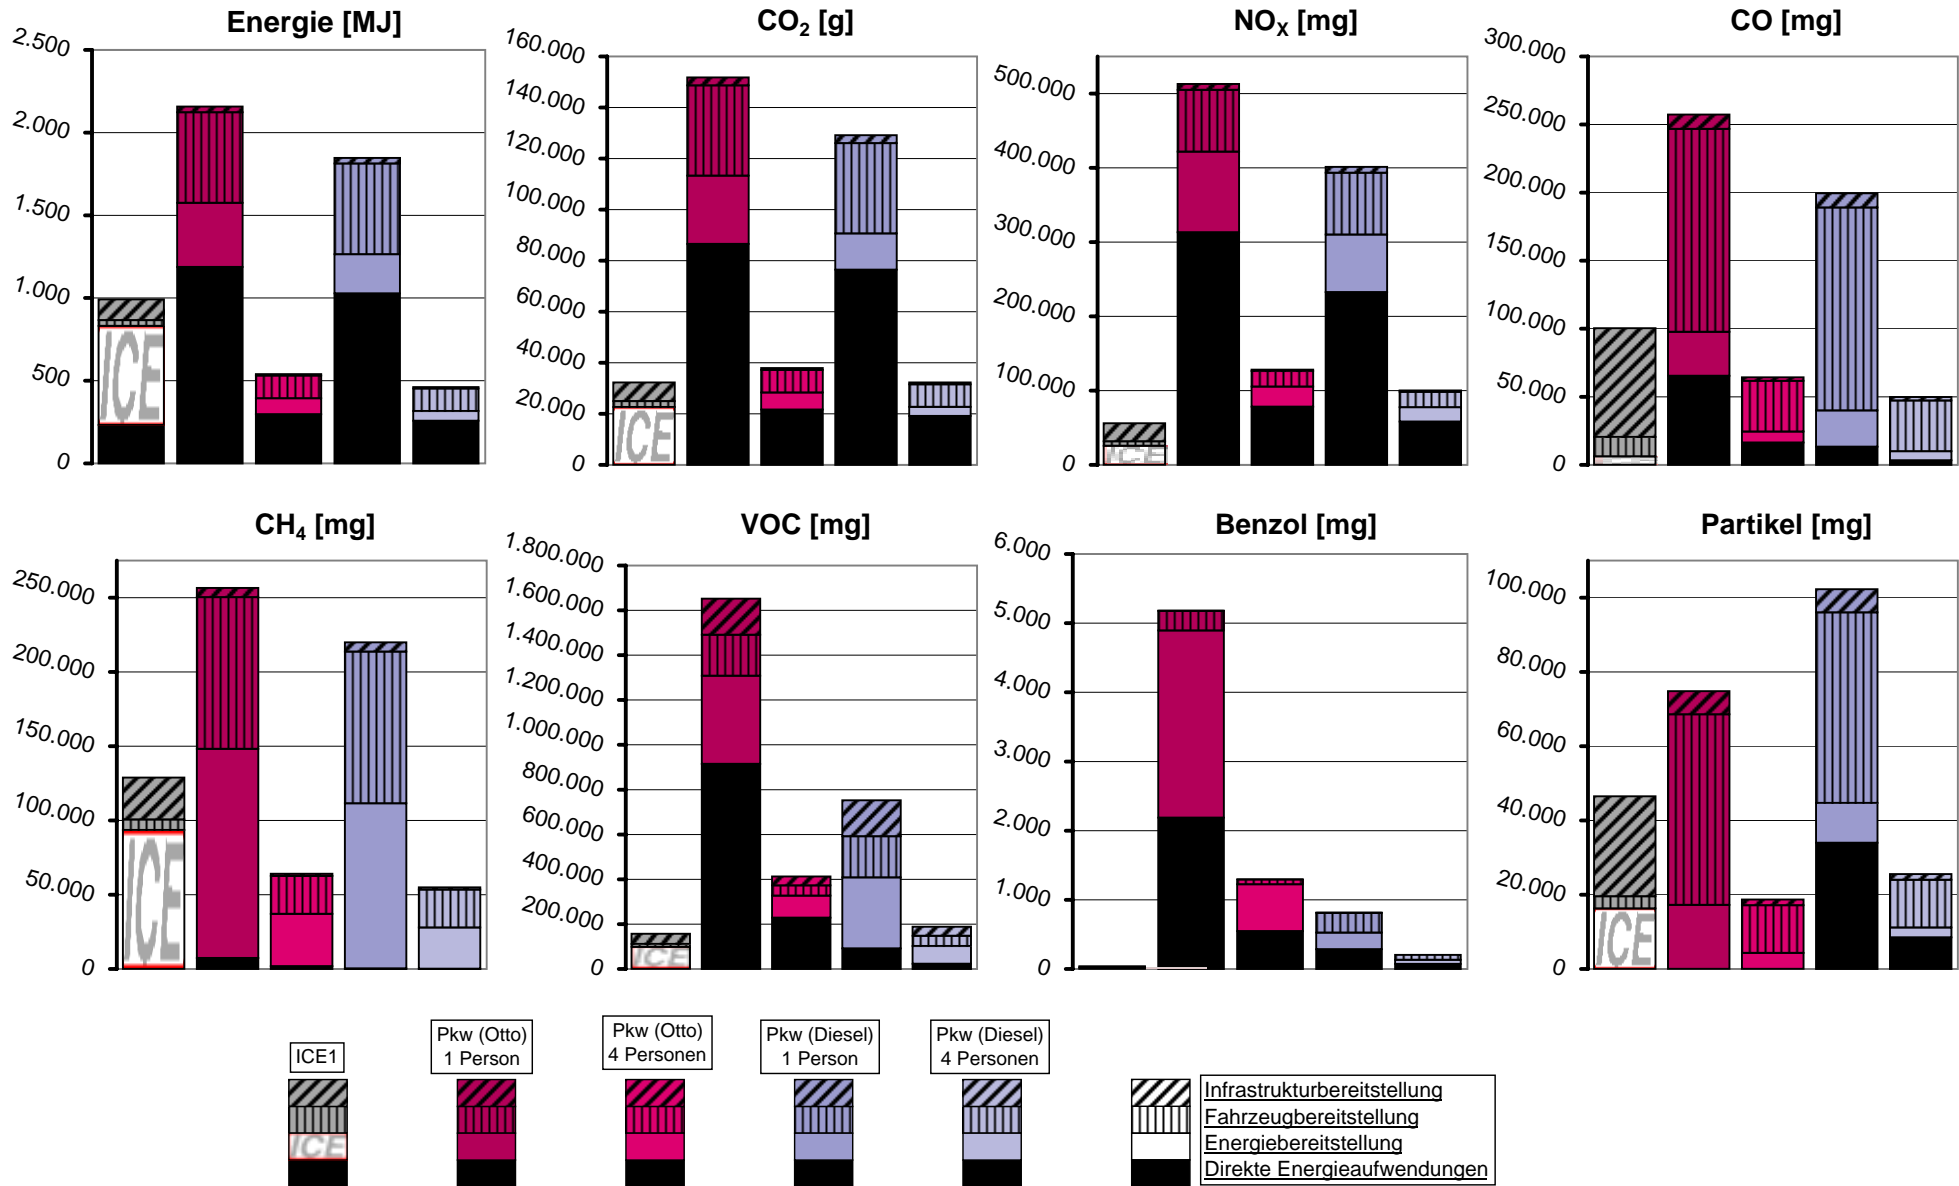 Energie [MJ]
2.500
2.000
1.500
1.000
500
0
ICE
CO₂ [g]
160.000
140.000
120.000
100.000
80.000
60.000
40.000
20.000
0
ICE
NOX [mg]
500.000
400.000
300.000
200.000
100.000
0
ICE
CO [mg]
300.000
250.000
200.000
150.000
100.000
50.000
0
CH₄ [mg]
250.000
200.000
150.000
100.000
50.000
0
ICE
VOC [mg]
1.800.000
1.600.000
1.400.000
1.200.000
1.000.000
800.000
600.000
400.000
200.000
0
ICE
Benzol [mg]
6.000
5.000
4.000
3.000
2.000
1.000
0
Partikel [mg]
100.000
80.000
60.000
40.000
20.000
0
ICE
ICE1
Pkw (Otto)
1 Person
Pkw (Otto)
4 Personen
Pkw (Diesel)
1 Person
Pkw (Diesel)
4 Personen
ICE
Infrastrukturbereitstellung
Fahrzeugbereitstellung
Energiebereitstellung
Direkte Energieaufwendungen